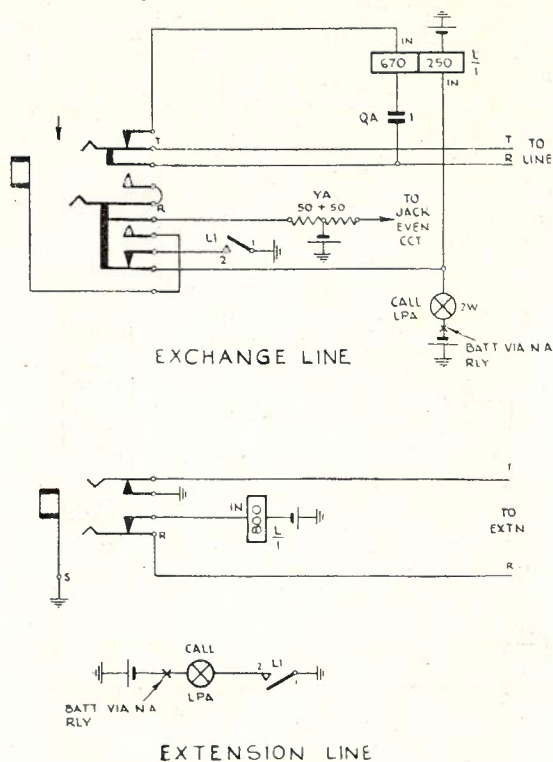 IN
670 250 L/1
IN
QA 1
T
T TO
R LINE
R
YA
50 + 50
TO
JACK
EVEN
CCT
L1
1
2
CALL
LPA
2W
BATT VIA N A
RLY
EXCHANGE LINE
T
IN
800
L/1
TO
EXTN
R
R
S
CALL
2 L1
1
LPA
BATT VIA N A
RLY
EXTENSION LINE